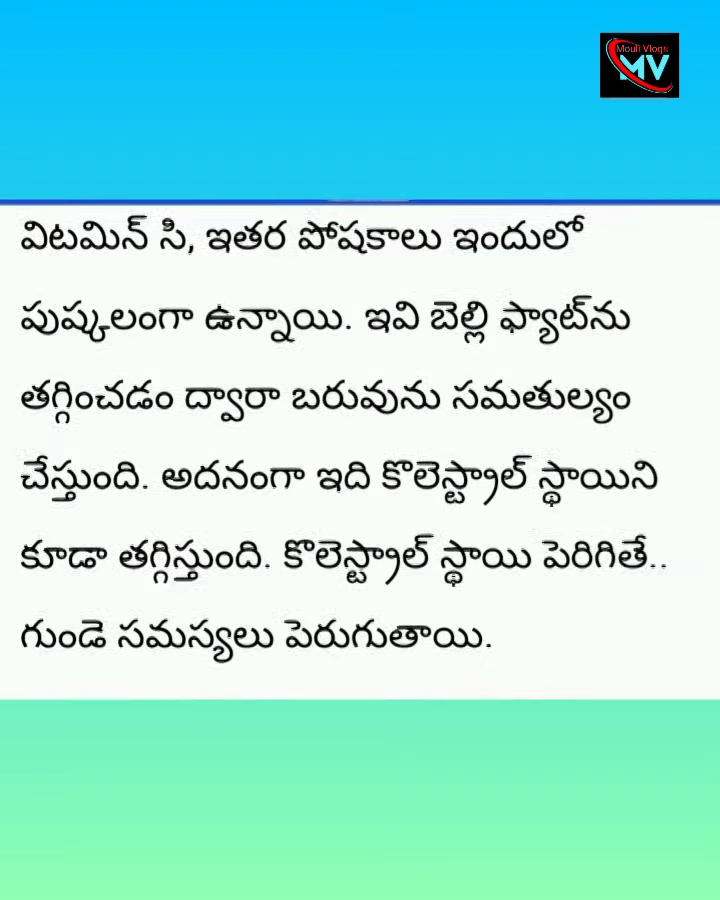 Mouli Vlogs
MV
విటమిన్ సి, ఇతర పోషకాలు ఇందులో
పుష్కలంగా ఉన్నాయి. ఇవి బెల్లి ఫ్యాట్‌ను
తగ్గించడం ద్వారా బరువును సమతుల్యం
చేస్తుంది. అదనంగా ఇది కొలెస్ట్రాల్ స్థాయిని
కూడా తగ్గిస్తుంది. కొలెస్ట్రాల్ స్థాయి పెరిగితే..
గుండె సమస్యలు పెరుగుతాయి.